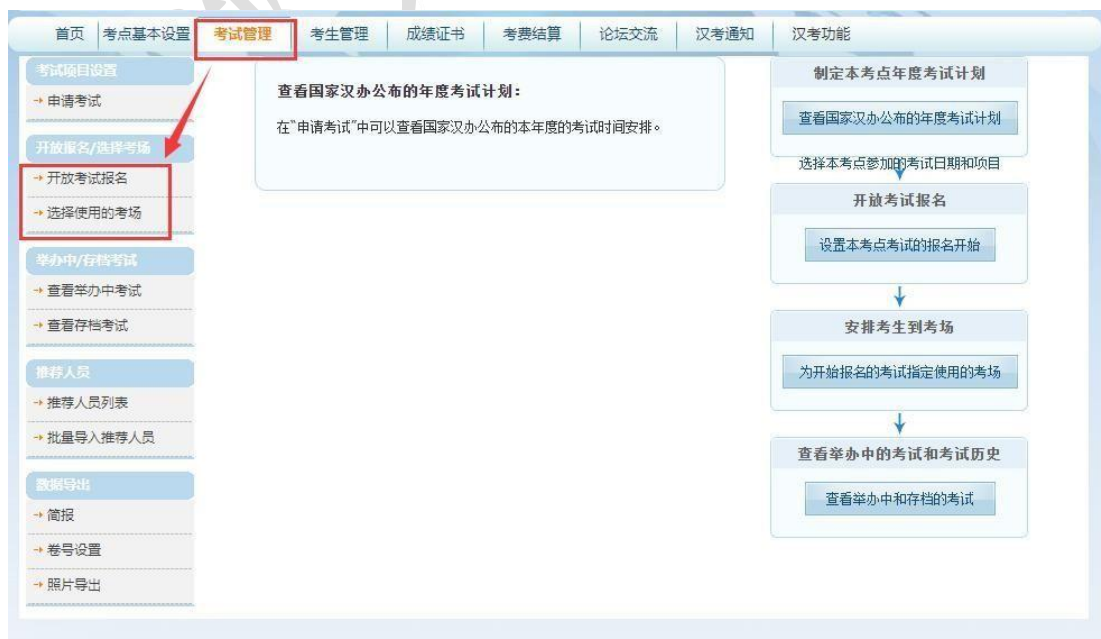 首页 考点基本设置 考试管理 考生管理 成绩证书 考费结算 论坛交流 汉考通知 汉考功能
考试项目设置
申请考试
开放报名/选择考场
开放考试报名
选择使用的考场
举办中/存档考试
查看举办中考试
查看存档考试
推荐人员
推荐人员列表
批量导入推荐人员
数据导出
简报
卷号设置
照片导出
查看国家汉办公布的年度考试计划：
在“申请考试”中可以查看国家汉办公布的本年度的考试时间安排。
制定本考点年度考试计划
查看国家汉办公布的年度考试计划
选择本考点参加的考试日期和项目
开放考试报名
设置本考点考试的报名开始
安排考生到考场
为开始报名的考试指定使用的考场
查看举办中的考试和考试历史
查看举办中和存档的考试